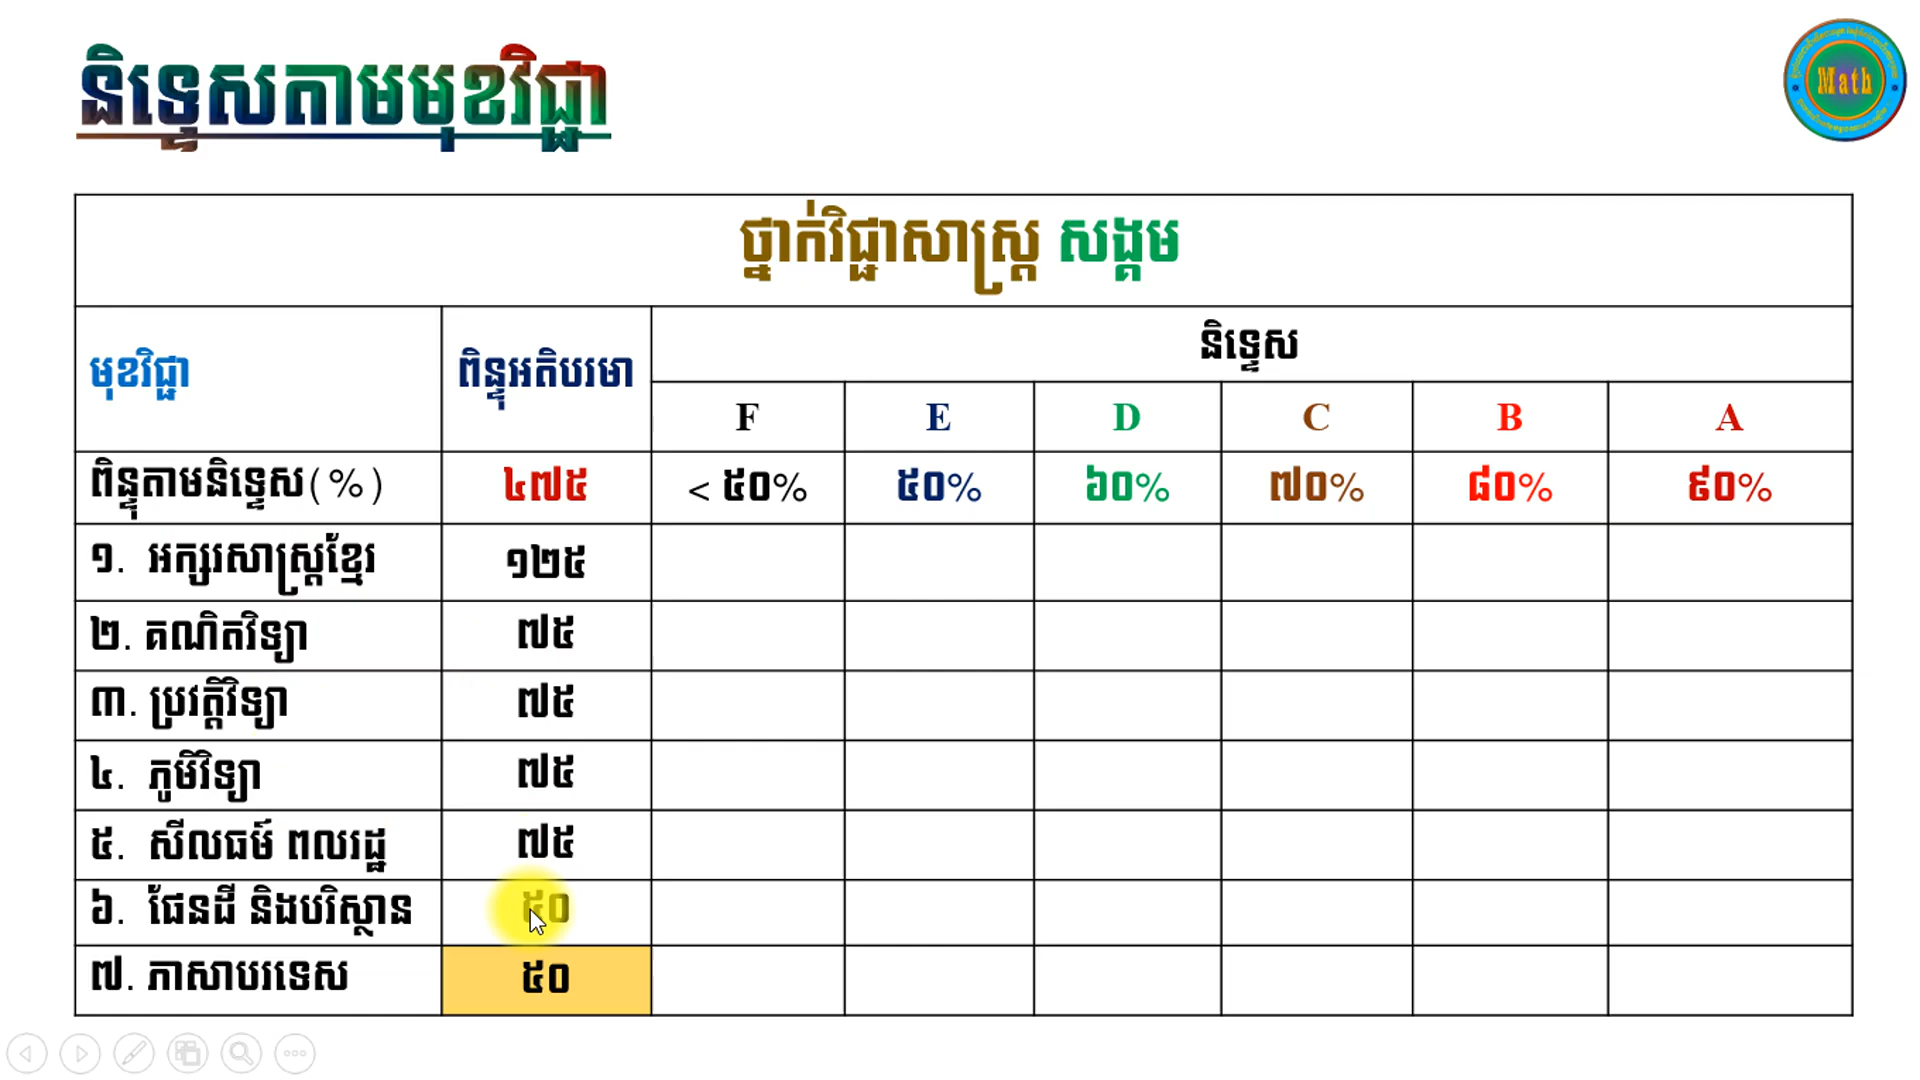 និទ្ទេសតាមមុខវិជ្ជា
Math
ថ្នាក់វិជ្ជាសាស្ត្រ សង្គម
មុខវិជ្ជា ពិន្ទុអតិបរមា និទ្ទេស
F E D C B A
ពិន្ទុតាមនិទ្ទេស(%) ៤៧៥ < ៥០% ៥០% ៦០% ៧០% ៨០% ៩០%
១. អក្សរសាស្ត្រខ្មែរ ១២៥
២. គណិតវិទ្យា ៧៥
៣. ប្រវត្តិវិទ្យា ៧៥
៤. ភូមិវិទ្យា ៧៥
៥. សីលធម៌ ពលរដ្ឋ ៧៥
៦. ផែនដី និងបរិស្ថាន ៥០
៧. ភាសាបរទេស ៥០